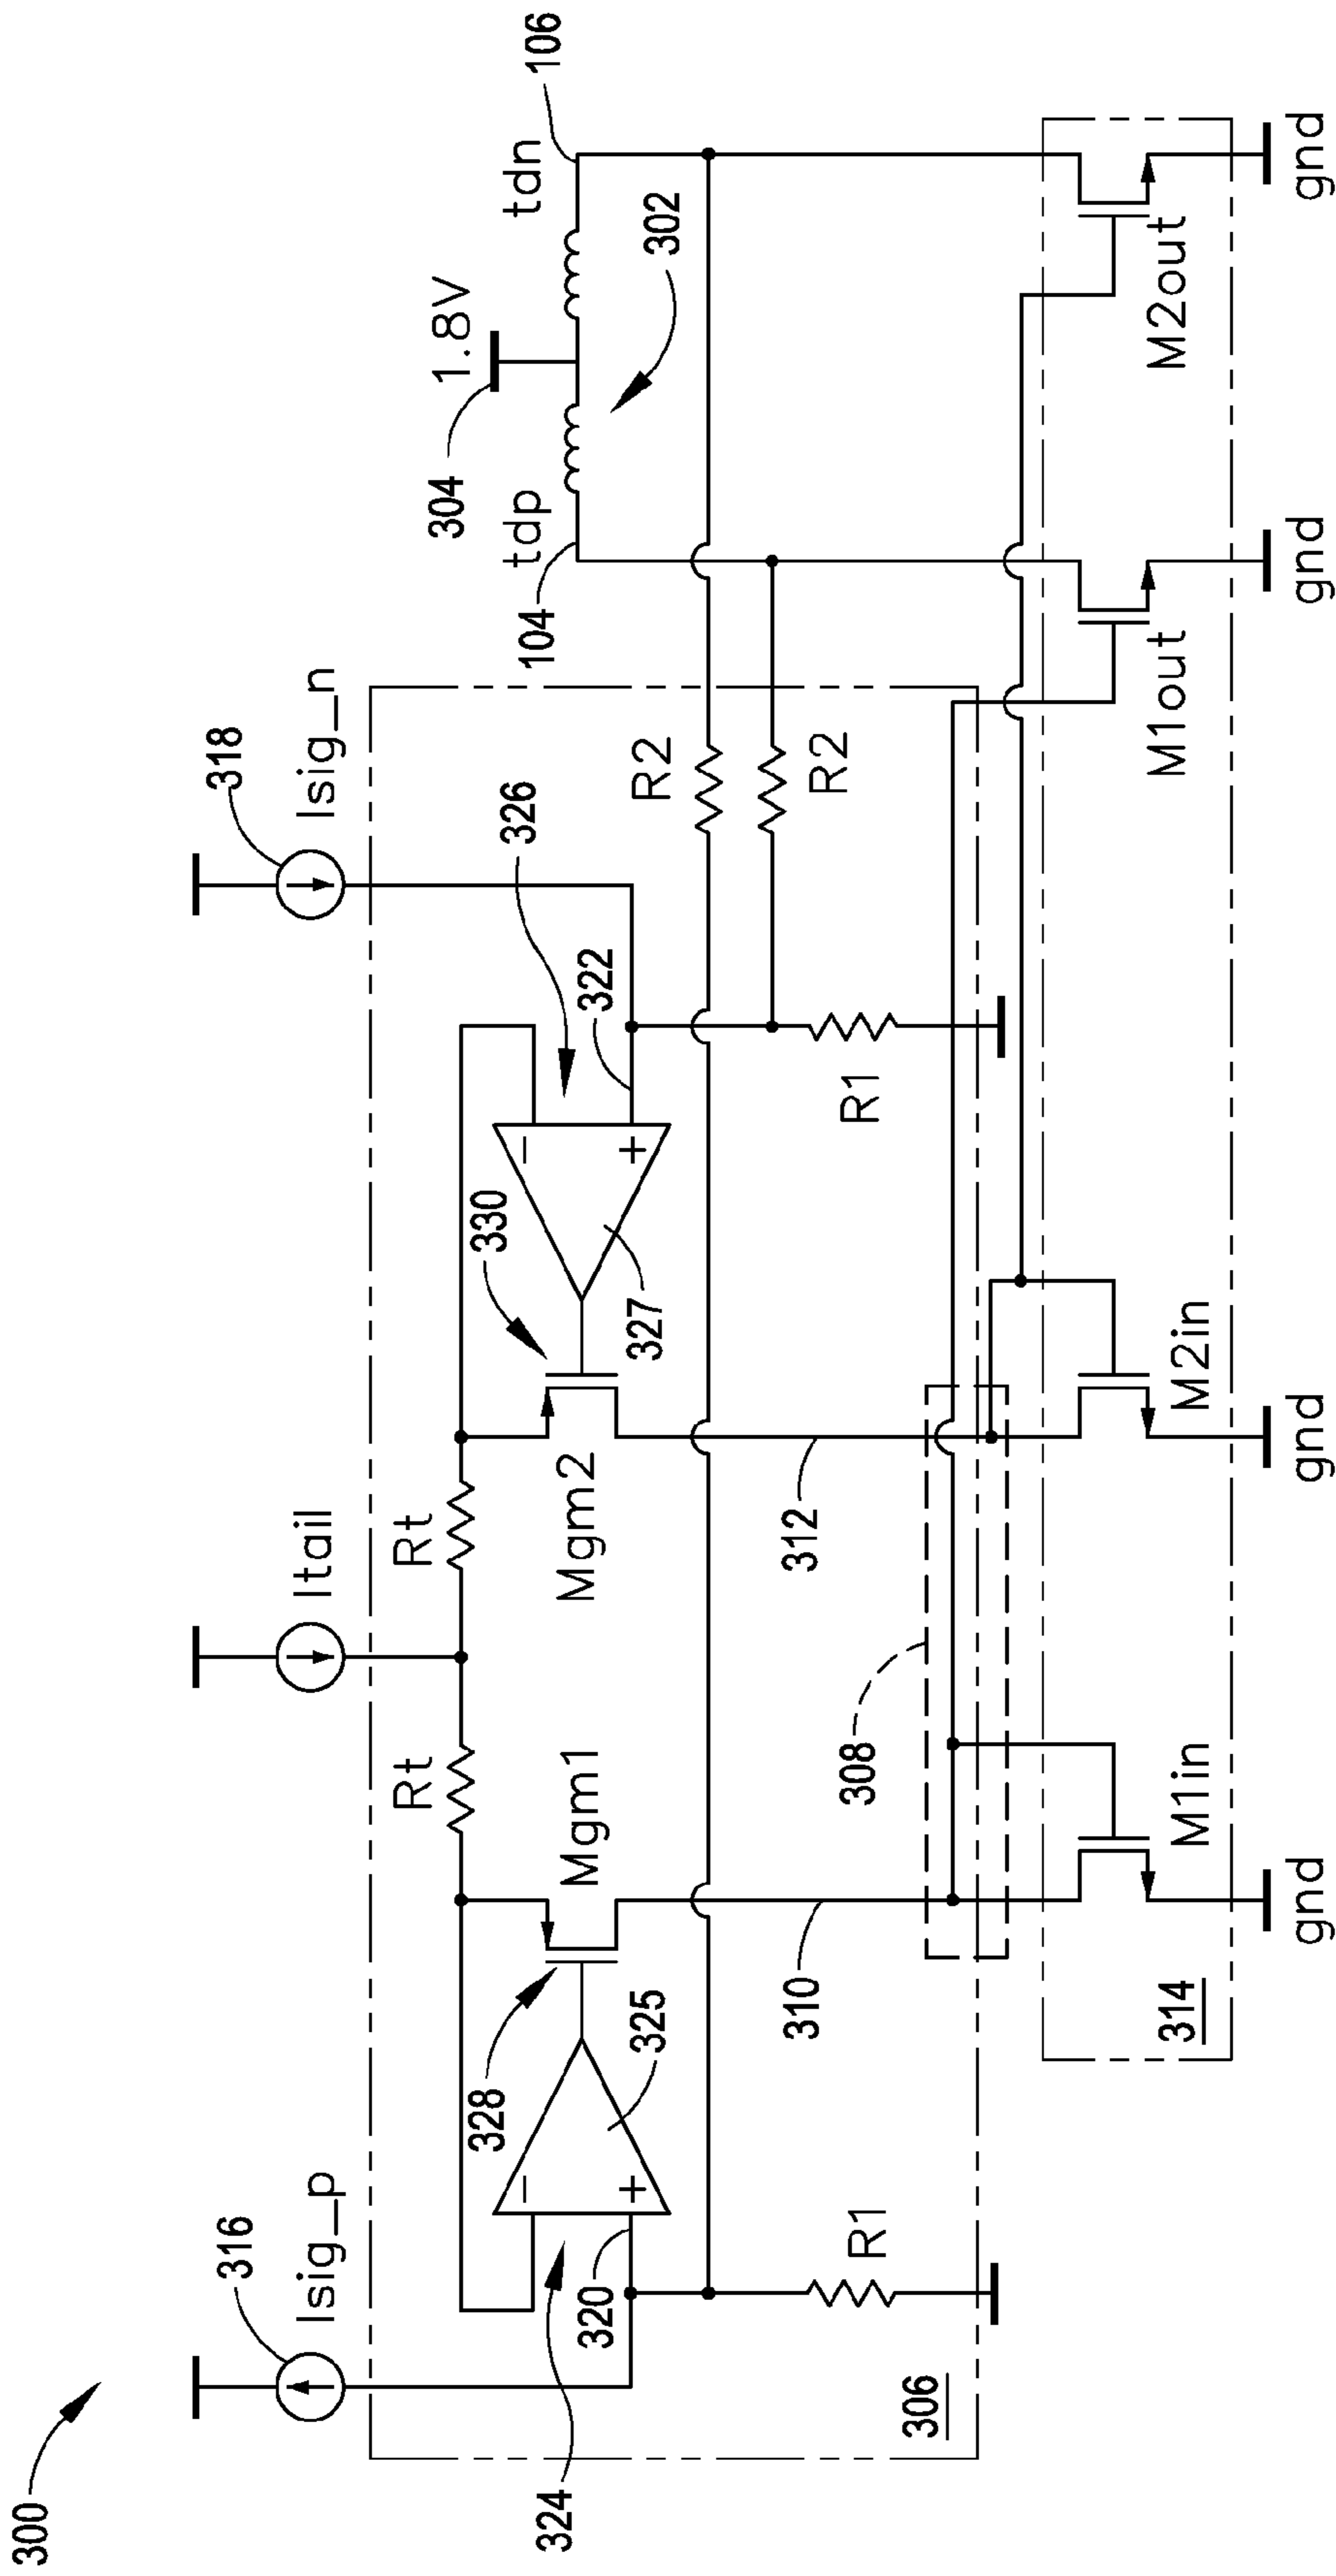 300
316
Isig_p
Itail
318
Isig_n
324
320
328
325
Mgm1
Rt
Rt
Mgm2
330
327
326
322
R1
R1
R2
R2
306
310
308
312
304
1.8V
tdp
104
302
tdn
106
314
M1in
M2in
M1out
M2out
gnd
gnd
gnd
gnd